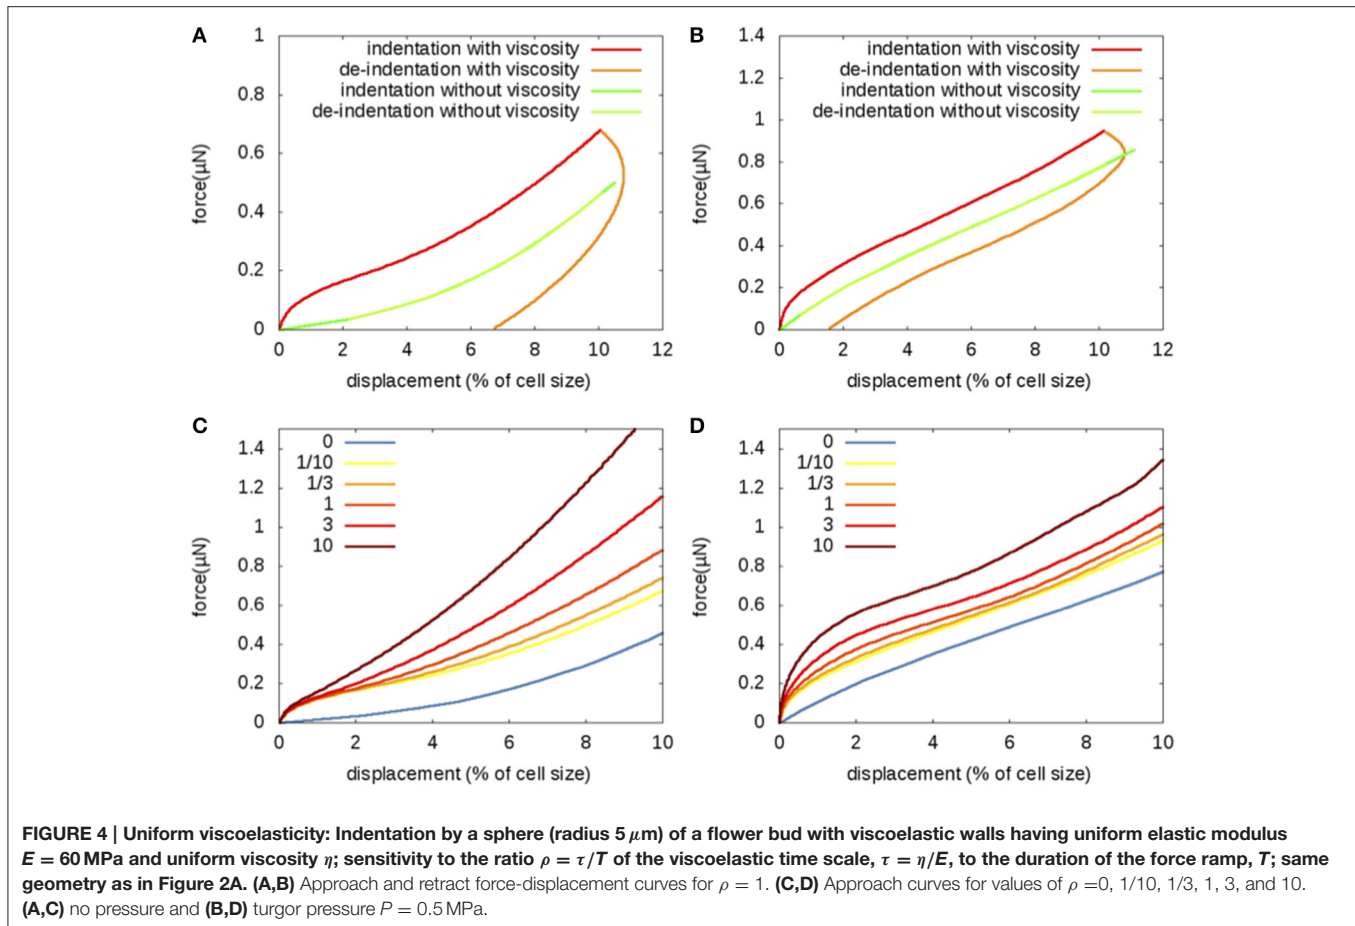 A
1
0.8
0.6
0.4
0.2
0
force(µN)
indentation with viscosity
de-indentation with viscosity
indentation without viscosity
de-indentation without viscosity
0 2 4 6 8 10 12
displacement (% of cell size)
B
1.4
1.2
1
0.8
0.6
0.4
0.2
0
force(µN)
indentation with viscosity
de-indentation with viscosity
indentation without viscosity
de-indentation without viscosity
0 2 4 6 8 10 12
displacement (% of cell size)
C
1.4
1.2
1
0.8
0.6
0.4
0.2
0
force(µN)
0
1/10
1/3
1
3
10
0 2 4 6 8 10
displacement (% of cell size)
D
1.4
1.2
1
0.8
0.6
0.4
0.2
0
force(µN)
0
1/10
1/3
1
3
10
0 2 4 6 8 10
displacement (% of cell size)
FIGURE 4 | Uniform viscoelasticity: Indentation by a sphere (radius 5 µm) of a flower bud with viscoelastic walls having uniform elastic modulus
E = 60 MPa and uniform viscosity η; sensitivity to the ratio ρ = τ/T of the viscoelastic time scale, τ = η/E, to the duration of the force ramp, T; same
geometry as in Figure 2A. (A,B) Approach and retract force-displacement curves for ρ = 1. (C,D) Approach curves for values of ρ =0, 1/10, 1/3, 1, 3, and 10.
(A,C) no pressure and (B,D) turgor pressure P = 0.5 MPa.